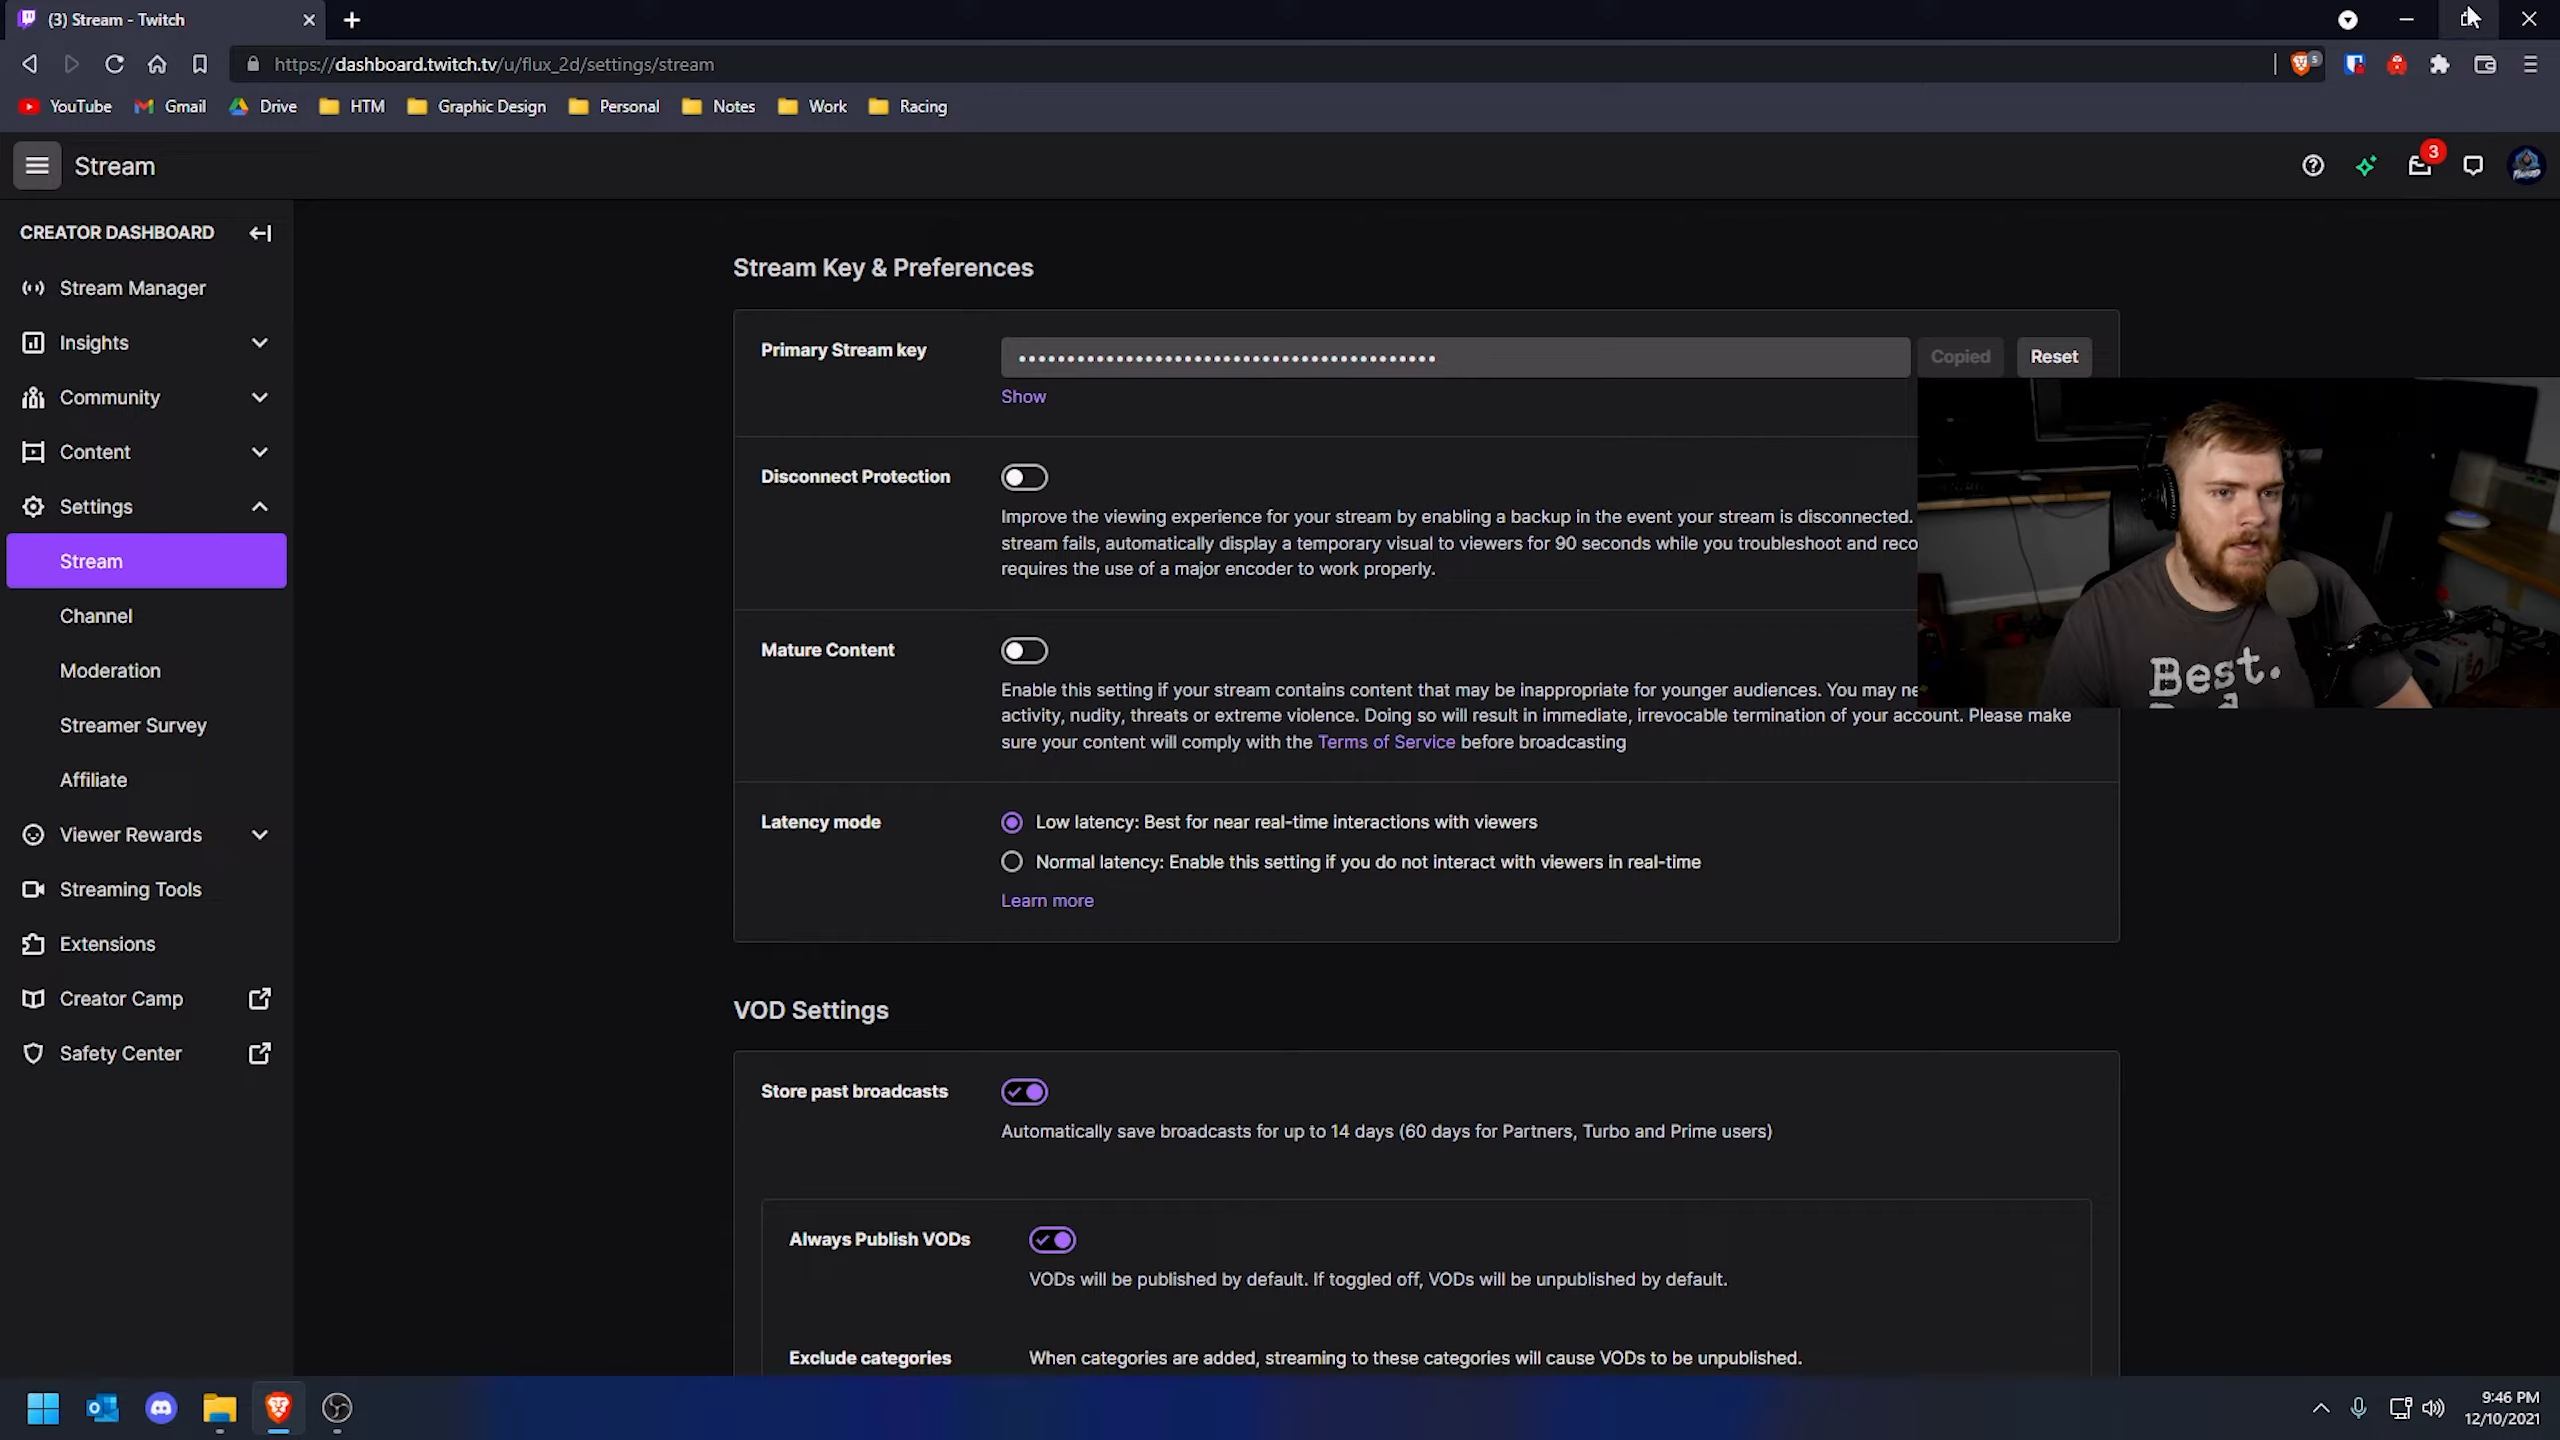 (3) Stream - Twitch
https://dashboard.twitch.tv/u/flux_2d/settings/stream
5
YouTube
Gmail
Drive
HTM
Graphic Design
Personal
Notes
Work
Racing
Stream
3
CREATOR DASHBOARD
Stream Manager
Insights
Community
Content
Settings
Stream
Channel
Moderation
Streamer Survey
Affiliate
Viewer Rewards
Streaming Tools
Extensions
Creator Camp
Safety Center
Stream Key & Preferences
Primary Stream key
Copied
Reset
Show
Disconnect Protection
Improve the viewing experience for your stream by enabling a backup in the event your stream is disconnected.
stream fails, automatically display a temporary visual to viewers for 90 seconds while you troubleshoot and reco
requires the use of a major encoder to work properly.
Mature Content
Enable this setting if your stream contains content that may be inappropriate for younger audiences. You may ne
activity, nudity, threats or extreme violence. Doing so will result in immediate, irrevocable termination of your account. Please make
sure your content will comply with the Terms of Service before broadcasting
Latency mode
Low latency: Best for near real-time interactions with viewers
Normal latency: Enable this setting if you do not interact with viewers in real-time
Learn more
Best.
VOD Settings
Store past broadcasts
Automatically save broadcasts for up to 14 days (60 days for Partners, Turbo and Prime users)
Always Publish VODs
VODs will be published by default. If toggled off, VODs will be unpublished by default.
Exclude categories
When categories are added, streaming to these categories will cause VODs to be unpublished.
9:46 PM
12/10/2021